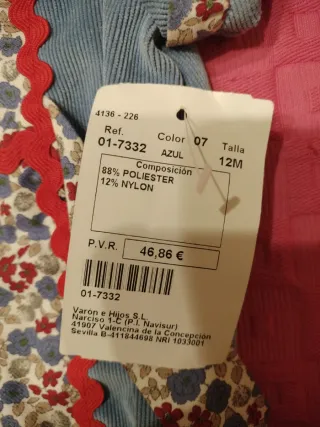 4136 - 226
Ref. Color 07 Talla
01-7332 AZUL 12M
Composición
88% POLIESTER
12% NYLON
P.V.R. 46,86 €
01-7332
Varon e Hijos S.L.
Narciso 1-C (P.I. Navisur)
41907 Valencina de la Concepción
Sevilla B-411844698 NRI 1033001